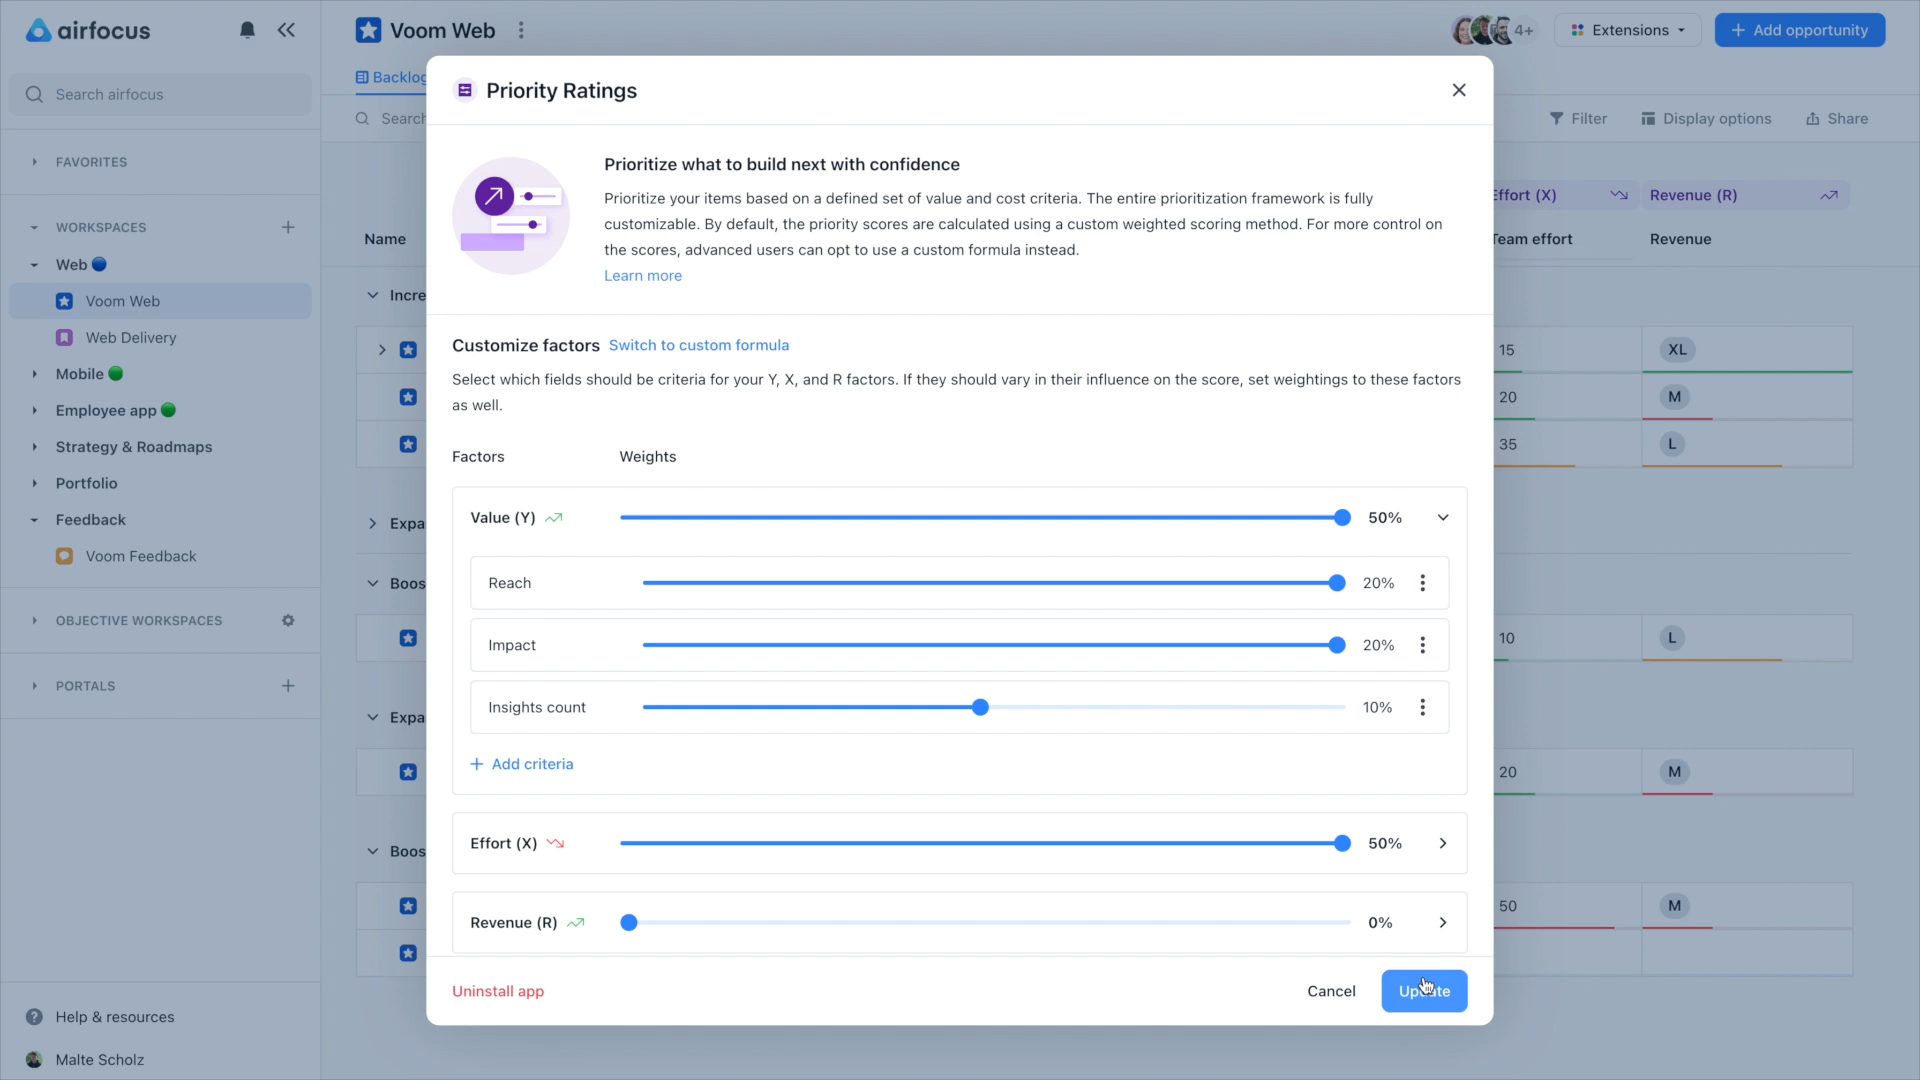 airfocus
Search airfocus
FAVORITES
WORKSPACES
Web
Voom Web
Web Delivery
Mobile
Employee app
Strategy & Roadmaps
Portfolio
Feedback
Voom Feedback
OBJECTIVE WORKSPACES
PORTALS
Help & resources
Malte Scholz
Voom Web
4+
Extensions
Add opportunity
Backlog
Search
Filter
Display options
Share
Effort (X)
Revenue (R)
Name
Team effort
Revenue
Incre
15
XL
20
M
35
L
Expa
Boos
10
L
Expa
20
M
Boos
50
M
Priority Ratings
Prioritize what to build next with confidence
Prioritize your items based on a defined set of value and cost criteria. The entire prioritization framework is fully
customizable. By default, the priority scores are calculated using a custom weighted scoring method. For more control on
the scores, advanced users can opt to use a custom formula instead.
Learn more
Customize factors Switch to custom formula
Select which fields should be criteria for your Y, X, and R factors. If they should vary in their influence on the score, set weightings to these factors
as well.
Factors Weights
Value (Y) 50%
Reach 20%
Impact 20%
Insights count 10%
Add criteria
Effort (X) 50%
Revenue (R) 0%
Uninstall app
Cancel
Update